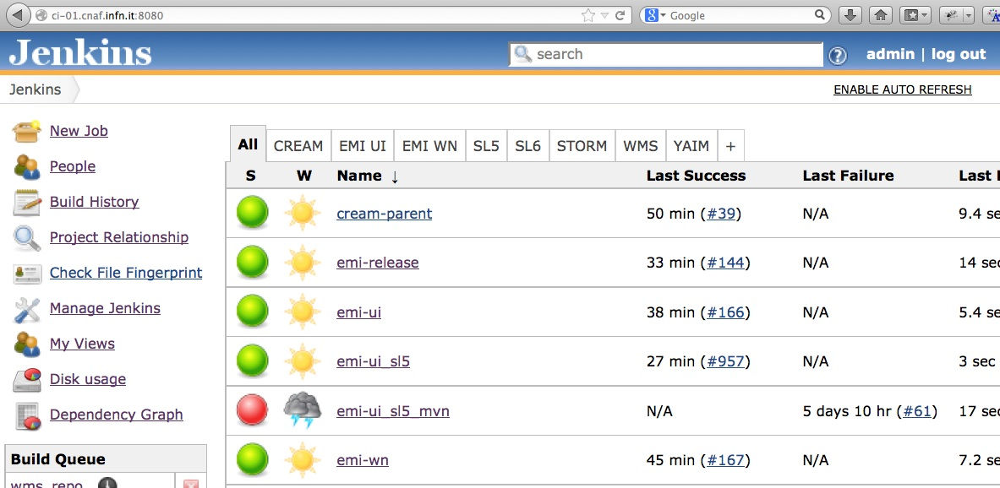 ci-01.cnaf.infn.it:8080
Google
Jenkins
search
admin | log out
Jenkins
ENABLE AUTO REFRESH
New Job
People
Build History
Project Relationship
Check File Fingerprint
Manage Jenkins
My Views
Disk usage
Dependency Graph
Build Queue
wms_repo
All CREAM EMI UI EMI WN SL5 SL6 STORM WMS YAIM +
S W Name ↓ Last Success Last Failure Last
cream-parent 50 min (#39) N/A 9.4 se
emi-release 33 min (#144) N/A 14 sec
emi-ui 38 min (#166) N/A 5.4 se
emi-ui_sl5 27 min (#957) N/A 3 sec
emi-ui_sl5_mvn N/A 5 days 10 hr (#61) 17 sec
emi-wn 45 min (#167) N/A 7.2 se